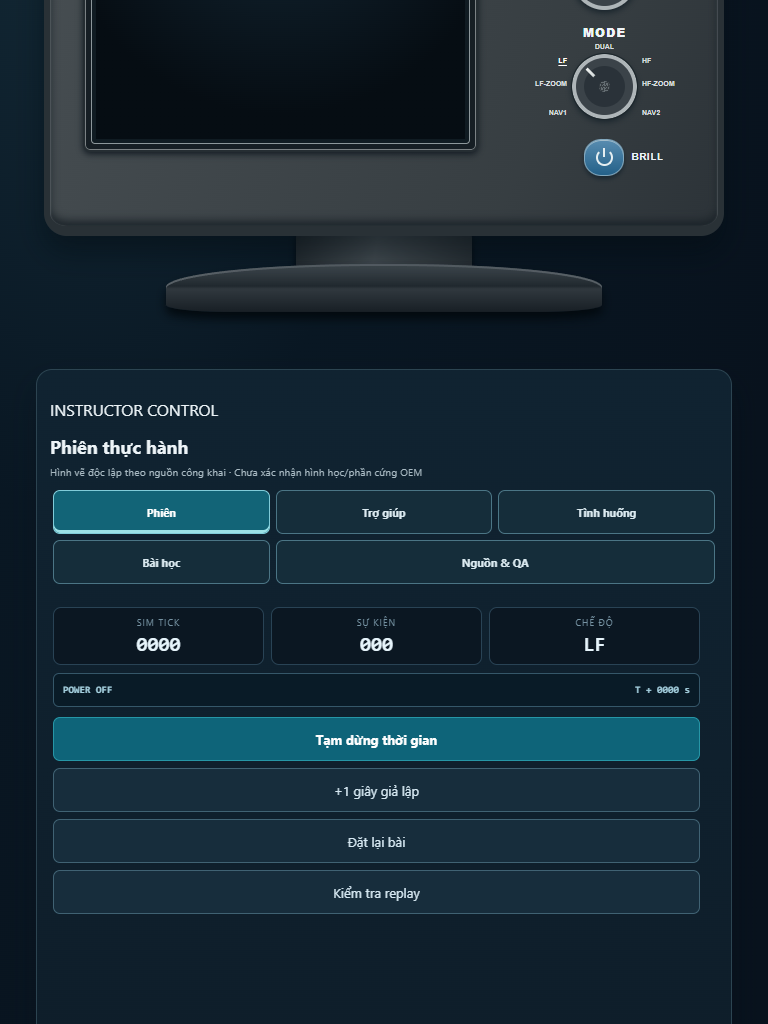 MODE
DUAL
LF
HF
LF-ZOOM
HF-ZOOM
NAV1
NAV2
BRILL
INSTRUCTOR CONTROL
Phiên thực hành
Hình vẽ độc lập theo nguồn công khai · Chưa xác nhận hình học/phần cứng OEM
Phiên
Trợ giúp
Tình huống
Bài học
Nguồn & QA
SIM TICK
SỰ KIỆN
CHẾ ĐỘ
0000
000
LF
POWER OFF
T + 0000 s
Tạm dừng thời gian
+1 giây giả lập
Đặt lại bài
Kiểm tra replay